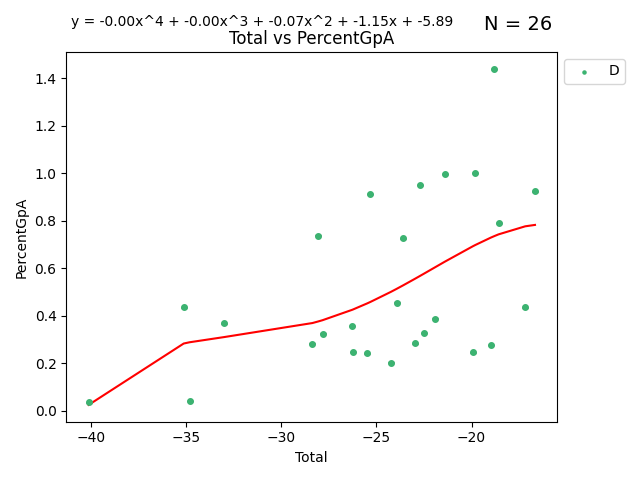 y = -0.00x^4 + -0.00x^3 + -0.07x^2 + -1.15x + -5.89
N = 26
Total vs PercentGpA
D
1.4
1.2
1.0
0.8
0.6
0.4
0.2
0.0
PercentGpA
−40
−35
−30
−25
−20
Total